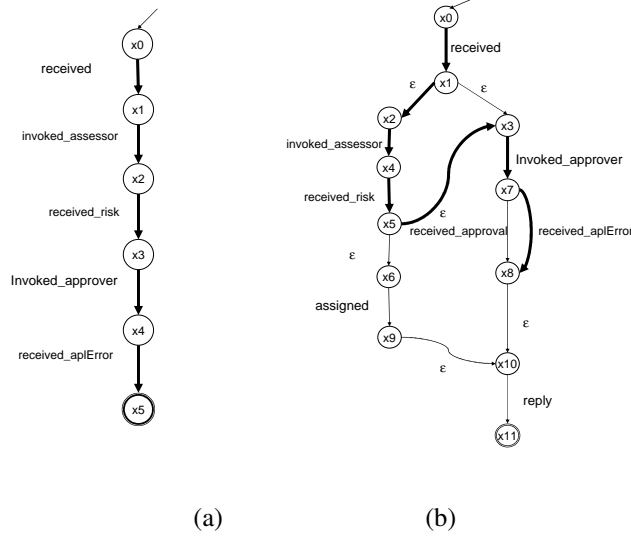 x0
received
x1
invoked_assessor
x2
received_risk
x3
Invoked_approver
x4
received_aplError
x5
(a)
x0
received
x1
ε
ε
x2
x3
invoked_assessor
Invoked_approver
x4
x7
received_risk
x5
ε
received_approval
received_aplError
ε
x6
x8
assigned
ε
x9
ε
x10
reply
x11
(b)